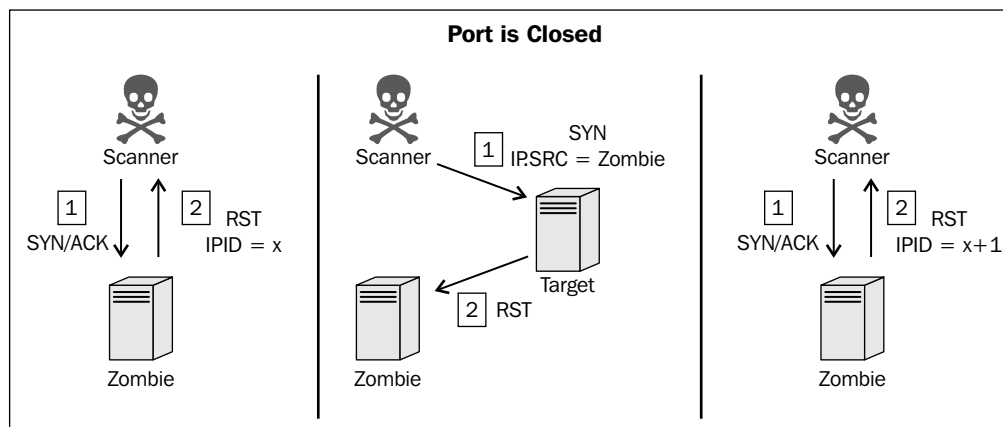 Port is Closed
Scanner
1
SYN/ACK
2
RST
IPID = x
Zombie
Scanner
1
SYN
IP.SRC = Zombie
Target
2 RST
Zombie
Scanner
1
SYN/ACK
2
RST
IPID = x+1
Zombie